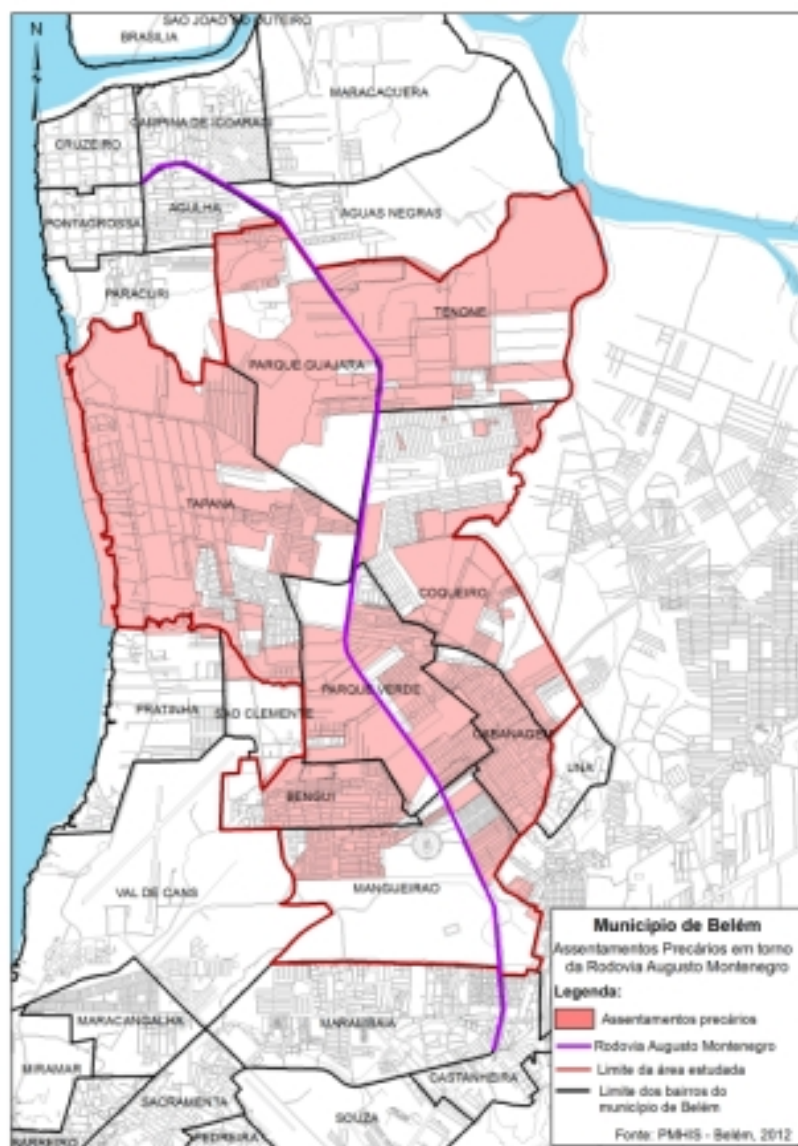 SAO JOAO DO OUTEIRO
BRASILIA
N
MARACACUERA
CAMPINA DE ICOARACI
CRUZEIRO
AGULHA
AGUAS NEGRAS
PONTAGROSSA
PARACURI
TENONE
PARQUE GUAJARA
TAPANA
COQUEIRO
PARQUE VERDE
PRATINHA
SAO CLEMENTE
CABANAGEM
UNA
BENGUI
VAL DE CANS
MANGUEIRAO
MARACANGALHA
MARAMBAIA
MIRAMAR
CASTANHEIRA
SACRAMENTA
SOUZA
PEDREIRA
BARREIRO
Município de Belém
Assentamentos Precários em torno
da Rodovia Augusto Montenegro
Legenda:
Assentamentos precários
Rodovia Augusto Montenegro
Limite da área estudada
Limite dos bairros do
município de Belém
Fonte: PMHIS - Belém, 2012